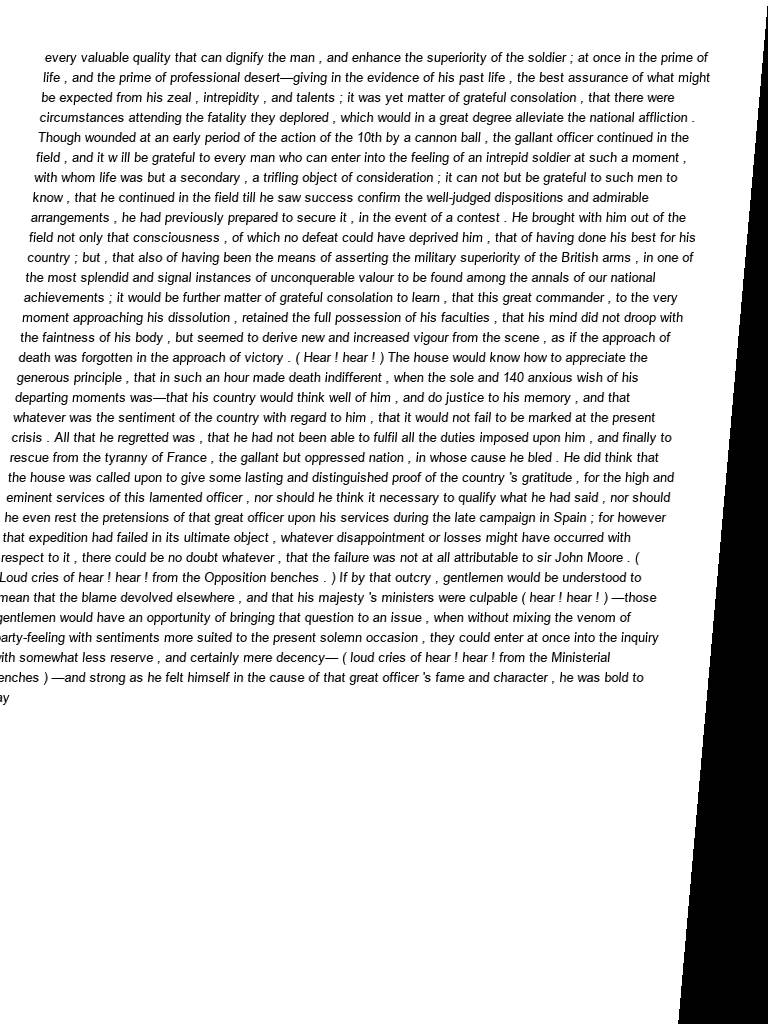 every valuable quality that can dignify the man , and enhance the superiority of the soldier ; at once in the prime of
life , and the prime of professional desert—giving in the evidence of his past life , the best assurance of what might
be expected from his zeal , intrepidity , and talents ; it was yet matter of grateful consolation , that there were
circumstances attending the fatality they deplored , which would in a great degree alleviate the national affliction .
Though wounded at an early period of the action of the 10th by a cannon ball , the gallant officer continued in the
field , and it w ill be grateful to every man who can enter into the feeling of an intrepid soldier at such a moment ,
with whom life was but a secondary , a trifling object of consideration ; it can not but be grateful to such men to
know , that he continued in the field till he saw success confirm the well-judged dispositions and admirable
arrangements , he had previously prepared to secure it , in the event of a contest . He brought with him out of the
field not only that consciousness , of which no defeat could have deprived him , that of having done his best for his
country ; but , that also of having been the means of asserting the military superiority of the British arms , in one of
the most splendid and signal instances of unconquerable valour to be found among the annals of our national
achievements ; it would be further matter of grateful consolation to learn , that this great commander , to the very
moment approaching his dissolution , retained the full possession of his faculties , that his mind did not droop with
the faintness of his body , but seemed to derive new and increased vigour from the scene , as if the approach of
death was forgotten in the approach of victory . ( Hear ! hear ! ) The house would know how to appreciate the
generous principle , that in such an hour made death indifferent , when the sole and 140 anxious wish of his
departing moments was—that his country would think well of him , and do justice to his memory , and that
whatever was the sentiment of the country with regard to him , that it would not fail to be marked at the present
crisis . All that he regretted was , that he had not been able to fulfil all the duties imposed upon him , and finally to
rescue from the tyranny of France , the gallant but oppressed nation , in whose cause he bled . He did think that
the house was called upon to give some lasting and distinguished proof of the country 's gratitude , for the high and
eminent services of this lamented officer , nor should he think it necessary to qualify what he had said , nor should
he even rest the pretensions of that great officer upon his services during the late campaign in Spain ; for however
that expedition had failed in its ultimate object , whatever disappointment or losses might have occurred with
respect to it , there could be no doubt whatever , that the failure was not at all attributable to sir John Moore . (
Loud cries of hear ! hear ! from the Opposition benches . ) If by that outcry , gentlemen would be understood to
mean that the blame devolved elsewhere , and that his majesty 's ministers were culpable ( hear ! hear ! ) —those
gentlemen would have an opportunity of bringing that question to an issue , when without mixing the venom of
arty-feeling with sentiments more suited to the present solemn occasion , they could enter at once into the inquiry
ith somewhat less reserve , and certainly mere decency— ( loud cries of hear ! hear ! from the Ministerial
enches ) —and strong as he felt himself in the cause of that great officer 's fame and character , he was bold to
ay